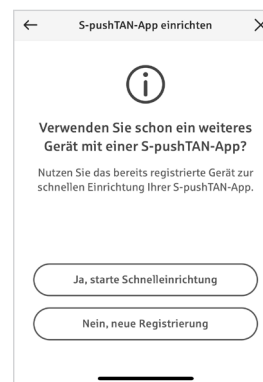 S-pushTAN-App einrichten
Verwenden Sie schon ein weiteres
Gerät mit einer S-pushTAN-App?
Nutzen Sie das bereits registrierte Gerät zur
schnellen Einrichtung Ihrer S-pushTAN-App.
Ja, starte Schnelleinrichtung
Nein, neue Registrierung